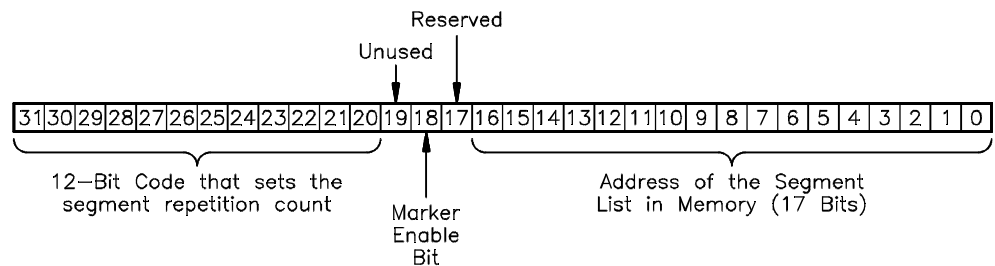 Reserved
Unused
31 30 29 28 27 26 25 24 23 22 21 20 19 18 17 16 15 14 13 12 11 10 9 8 7 6 5 4 3 2 1 0
12-Bit Code that sets the
segment repetition count
Marker
Enable
Bit
Address of the Segment
List in Memory (17 Bits)